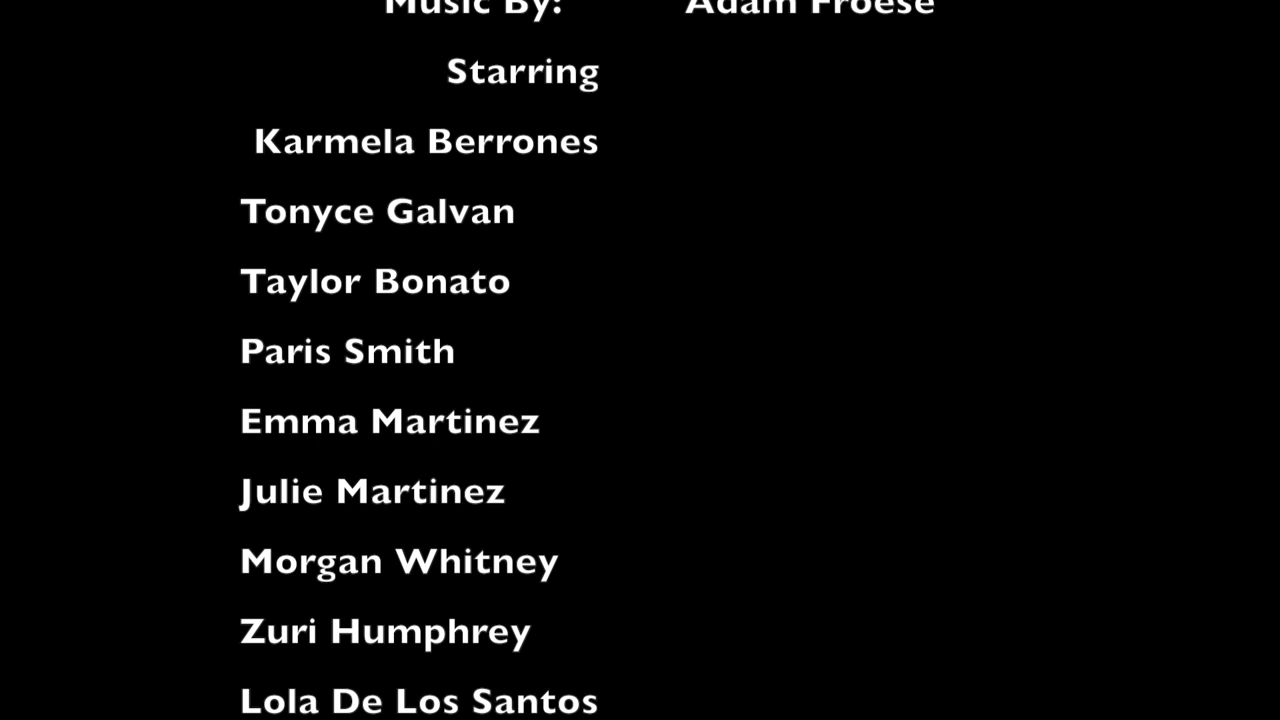 Music By: Adam Froese
Starring
Karmela Berrones
Tonyce Galvan
Taylor Bonato
Paris Smith
Emma Martinez
Julie Martinez
Morgan Whitney
Zuri Humphrey
Lola De Los Santos